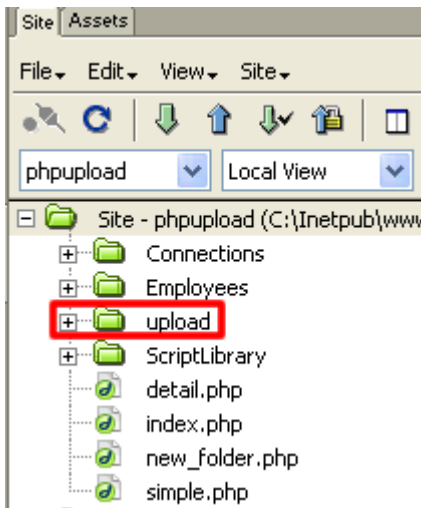 Site Assets
File Edit View Site
phpupload Local View
Site - phpupload (C:\Inetpub\www
Connections
Employees
upload
ScriptLibrary
detail.php
index.php
new_folder.php
simple.php